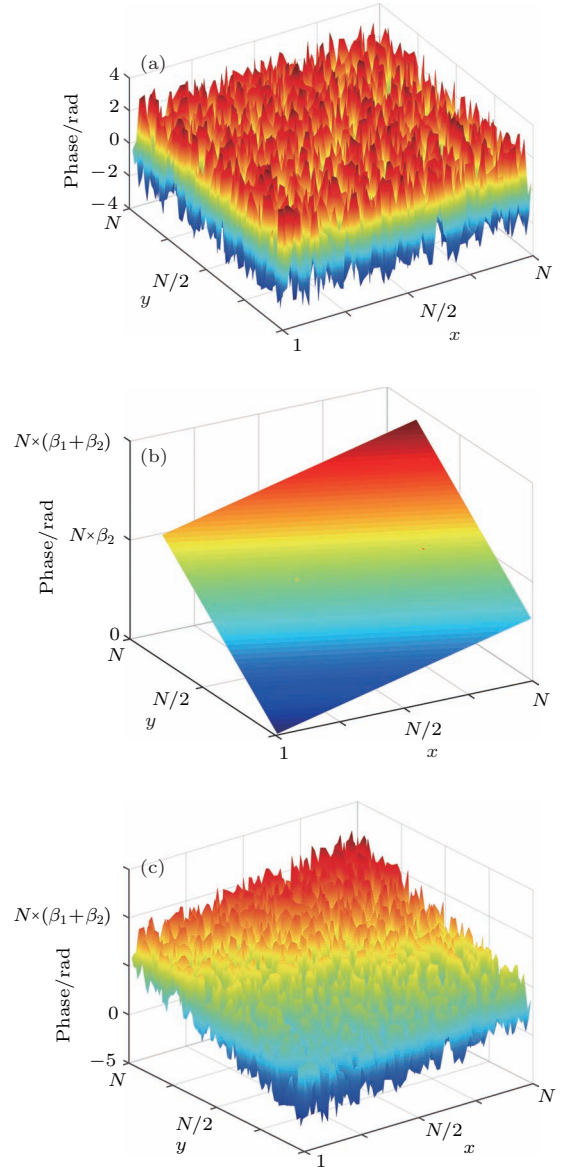 (a)
4
2
0
−2
−4
Phase/rad
N
N/2
y
1
N/2
N
x
(b)
N×(β1+β2)
N×β2
0
Phase/rad
N
N/2
y
1
N/2
N
x
(c)
N×(β1+β2)
0
−5
Phase/rad
N
N/2
y
1
N/2
N
x